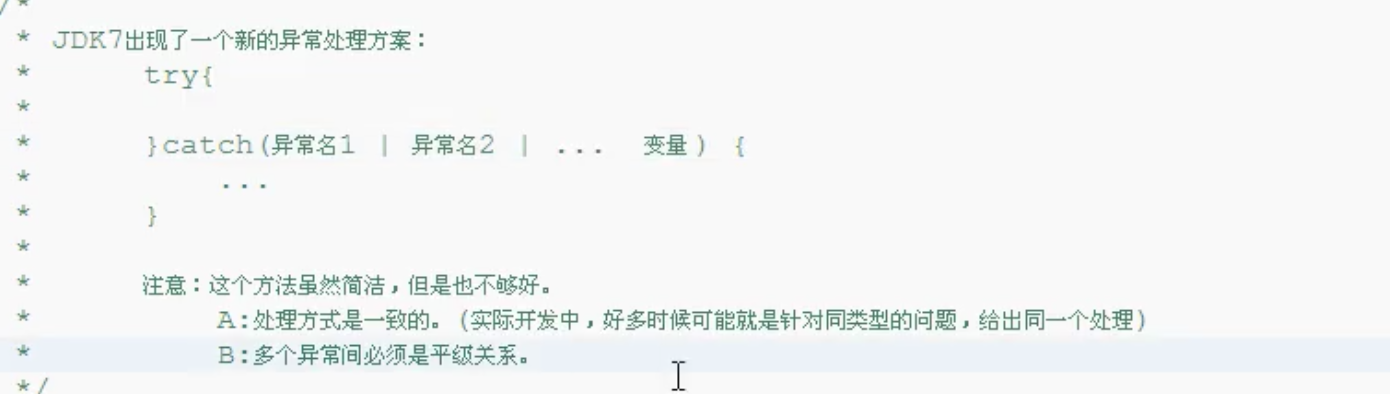 /*
* JDK7出现了一个新的异常处理方案：
* try{
*
* }catch(异常名1 | 异常名2 | ... 变量) {
* ...
* }
*
* 注意：这个方法虽然简洁，但是也不够好。
* A:处理方式是一致的。(实际开发中，好多时候可能就是针对同类型的问题，给出同一个处理)
* B:多个异常间必须是平级关系。
*/